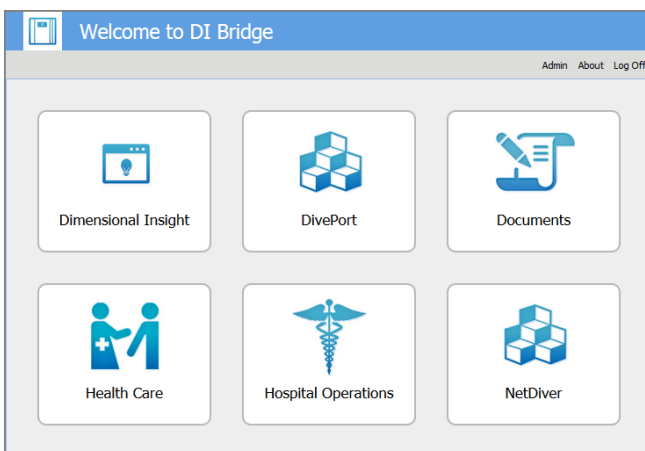 Welcome to DI Bridge
Admin About Log Off
Dimensional Insight
DivePort
Documents
Health Care
Hospital Operations
NetDiver